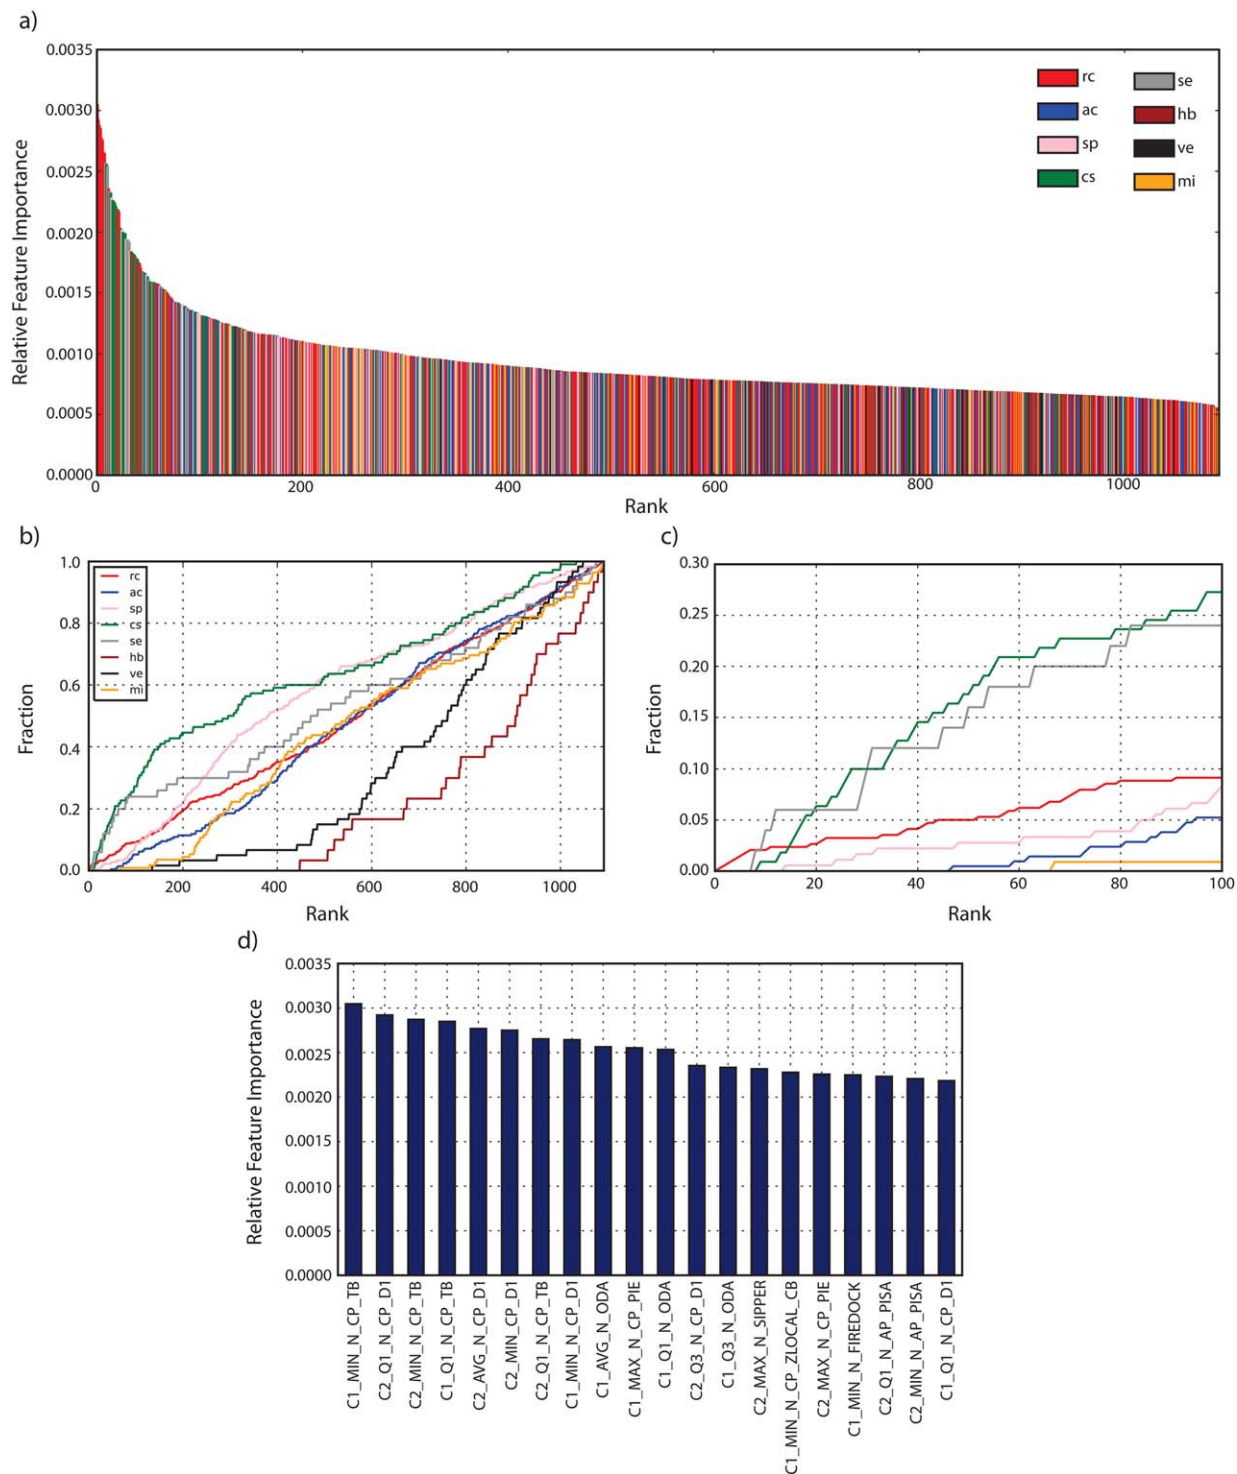 a)
Relative Feature Importance
0.0035
0.0030
0.0025
0.0020
0.0015
0.0010
0.0005
0.0000
rc
ac
sp
cs
se
hb
ve
mi
0 200 400 600 800 1000
Rank
b)
Fraction
1.0
0.8
0.6
0.4
0.2
0.0
rc
ac
sp
cs
se
hb
ve
mi
0 200 400 600 800 1000
Rank
c)
Fraction
0.30
0.25
0.20
0.15
0.10
0.05
0.00
0 20 40 60 80 100
Rank
d)
Relative Feature Importance
0.0035
0.0030
0.0025
0.0020
0.0015
0.0010
0.0005
0.0000
C1_MIN_N_CP_TB
C2_Q1_N_CP_D1
C2_MIN_N_CP_TB
C1_Q1_N_CP_TB
C2_AVG_N_CP_D1
C2_MIN_CP_D1
C2_Q1_N_CP_TB
C1_MIN_N_CP_D1
C1_AVG_N_ODA
C1_MAX_N_CP_PIE
C1_Q1_N_ODA
C2_Q3_N_CP_D1
C1_Q3_N_ODA
C2_MAX_N_SIPPER
C1_MIN_N_CP_ZLOCAL_CB
C2_MAX_N_CP_PIE
C1_MIN_N_FIREDOCK
C2_Q1_N_AP_PISA
C2_MIN_N_AP_PISA
C1_Q1_N_CP_D1